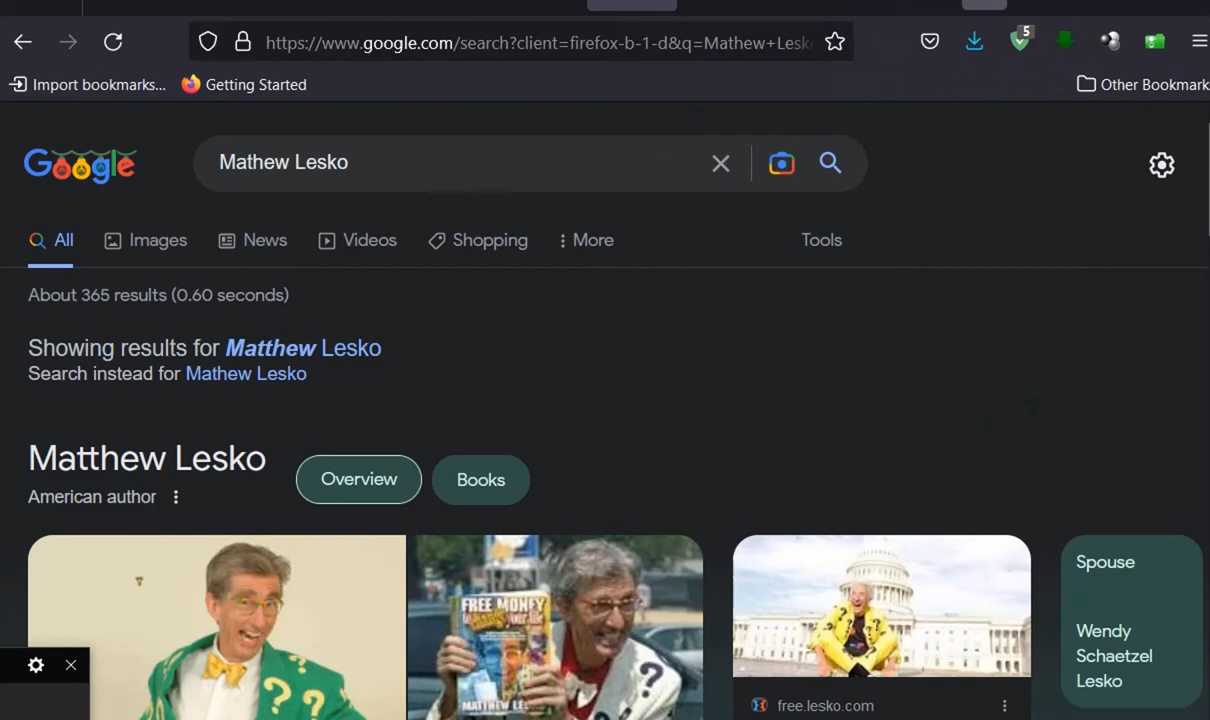 5
https://www.google.com/search?client=firefox-b-1-d&q=Mathew+Lesk
Import bookmarks...
Getting Started
Other Bookmark
Google
Mathew Lesko
All
Images
News
Videos
Shopping
More
Tools
About 365 results (0.60 seconds)
Showing results for Matthew Lesko
Search instead for Mathew Lesko
Matthew Lesko
Overview
Books
American author
Spouse
Wendy
Schaetzel
Lesko
FREE MONEY
MATTHEW LE
free.lesko.com